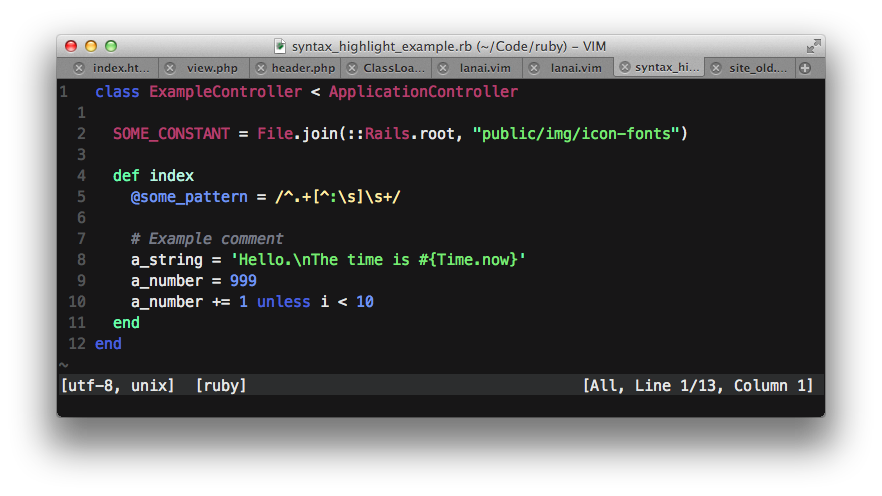 syntax_highlight_example.rb (~/Code/ruby) – VIM
index.ht... view.php header.php ClassLoa... lanai.vim lanai.vim syntax_hi... site_old....
1 class ExampleController < ApplicationController
1
2 SOME_CONSTANT = File.join(::Rails.root, "public/img/icon-fonts")
3
4 def index
5 @some_pattern = /^.+[^:\s]\s+/
6
7 # Example comment
8 a_string = 'Hello.\nThe time is #{Time.now}'
9 a_number = 999
10 a_number += 1 unless i < 10
11 end
12 end
~
[utf-8, unix] [ruby] [All, Line 1/13, Column 1]